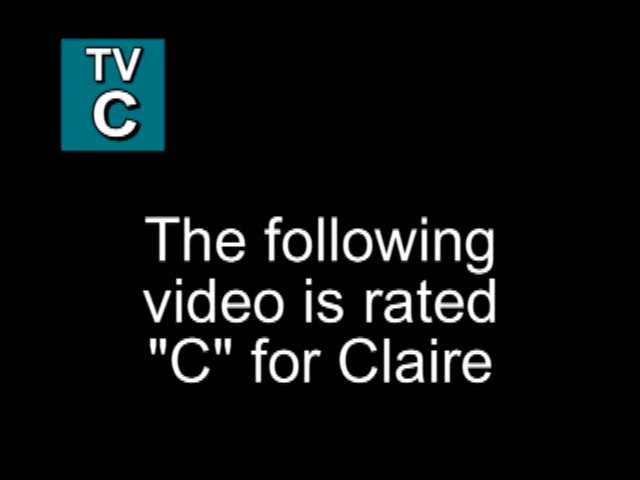 TV
C
The following
video is rated
"C" for Claire